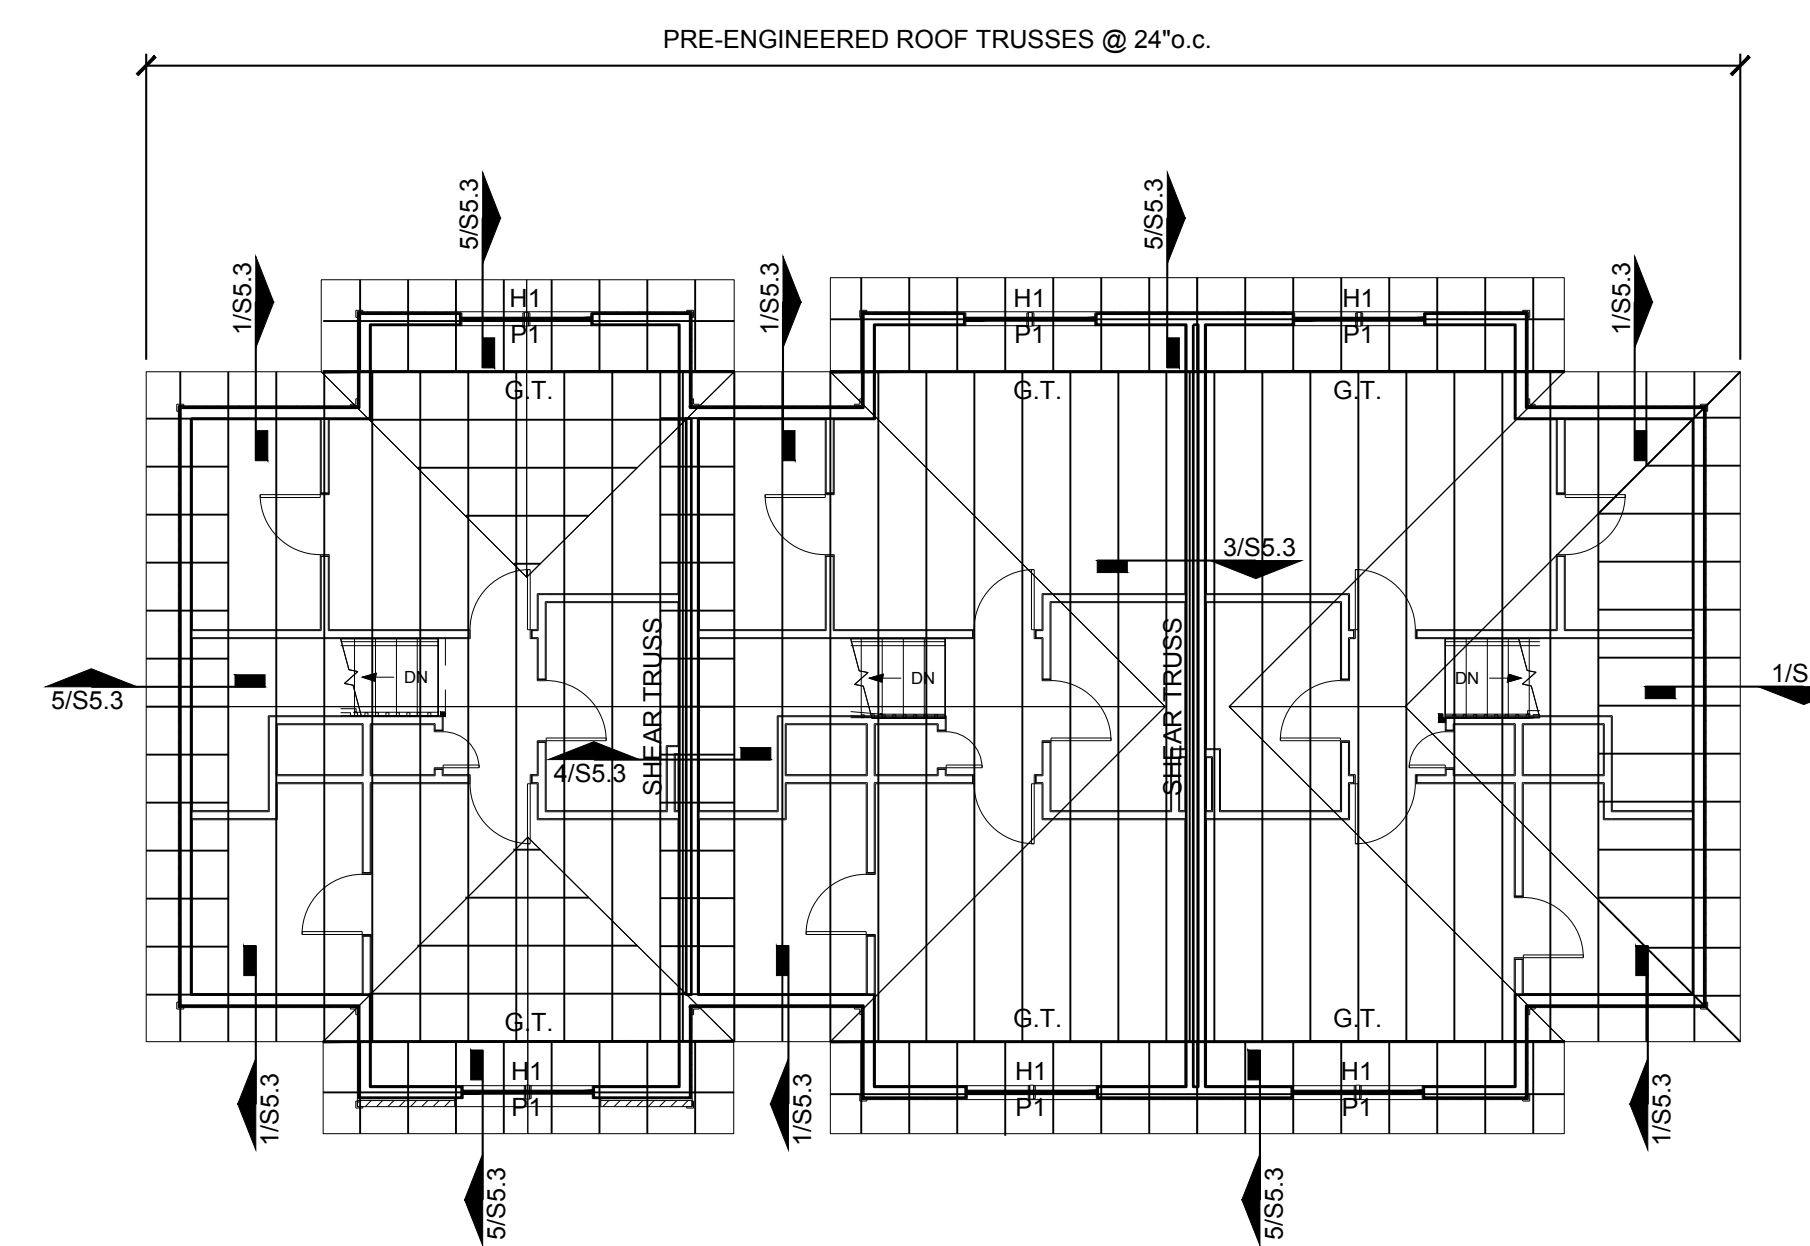 PRE-ENGINEERED ROOF TRUSSES @ 24"o.c.
5/S5.3
5/S5.3
1/S5.3
1/S5.3
1/S5.3
H1
H1
H1
P1
P1
P1
G.T.
G.T.
G.T.
3/S5.3
SHEAR TRUSS
SHEAR TRUSS
DN
DN
DN
5/S5.3
1/S
4/S5.3
G.T.
G.T.
G.T.
H1
H1
H1
P1
P1
P1
1/S5.3
1/S5.3
1/S5.3
5/S5.3
5/S5.3